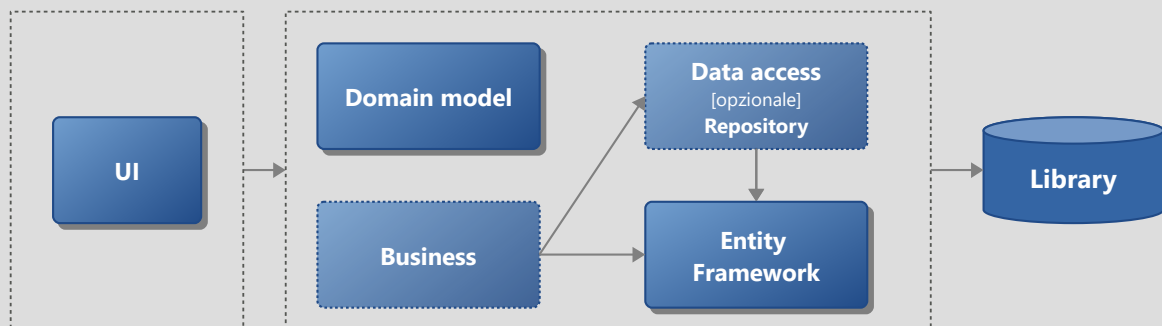 UI
Domain model
Data access
[opzionale]
Repository
Business
Entity
Framework
Library